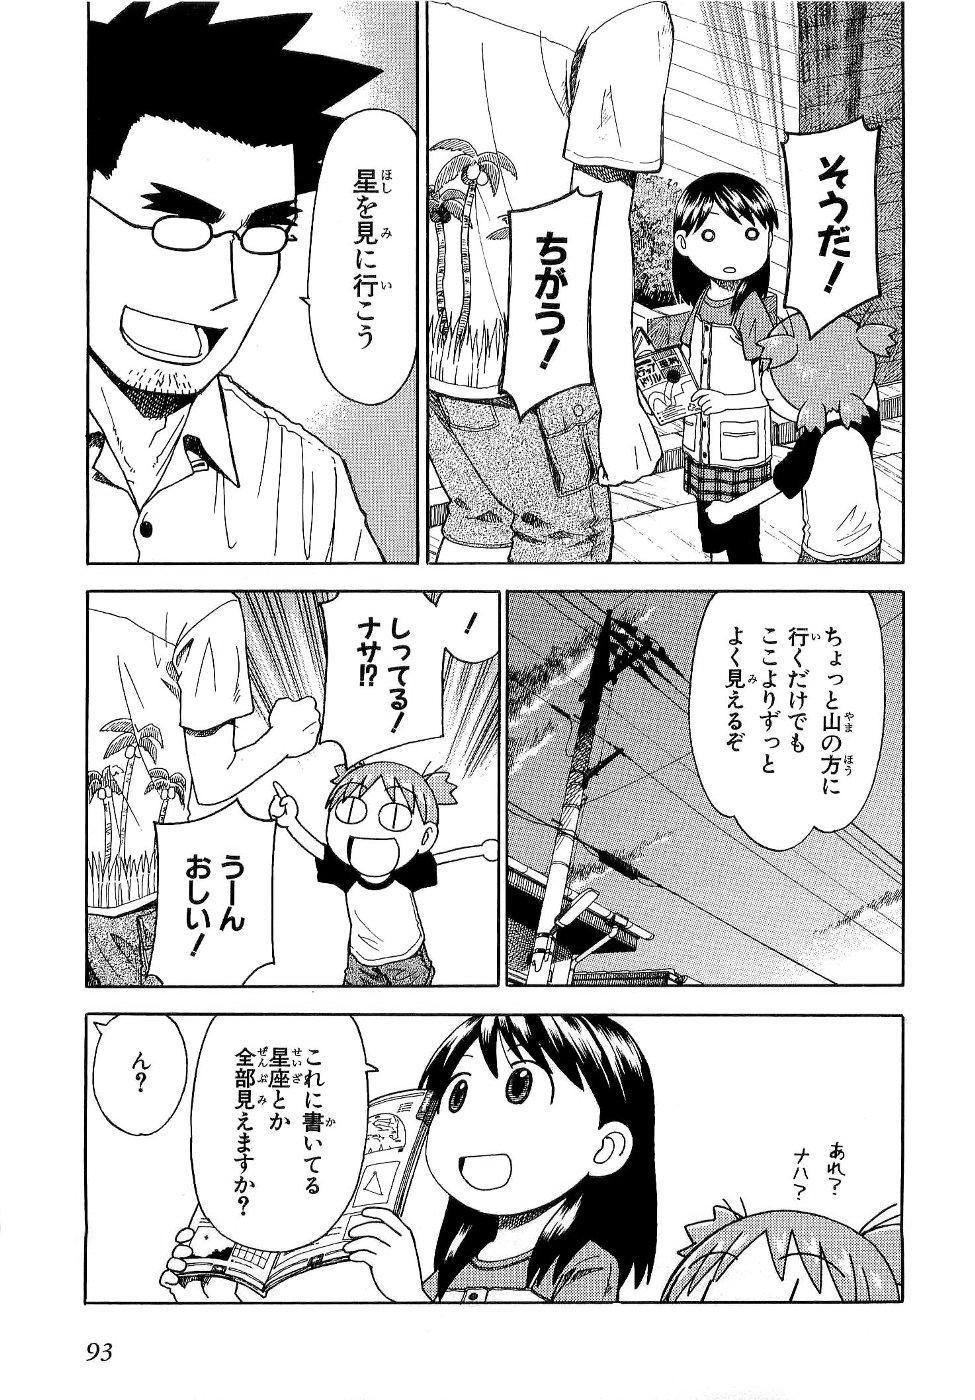 そうだ!
ちがう!
星を見に行こう
ちょっと山の方に
行くだけでも
ここよりずっと
よく見えるぞ
!
しってる!
ナサ!?
うーん
おしい!
あれ?
ナハ?
これに書いてる
星座とか
全部見えますか?
ん?
93